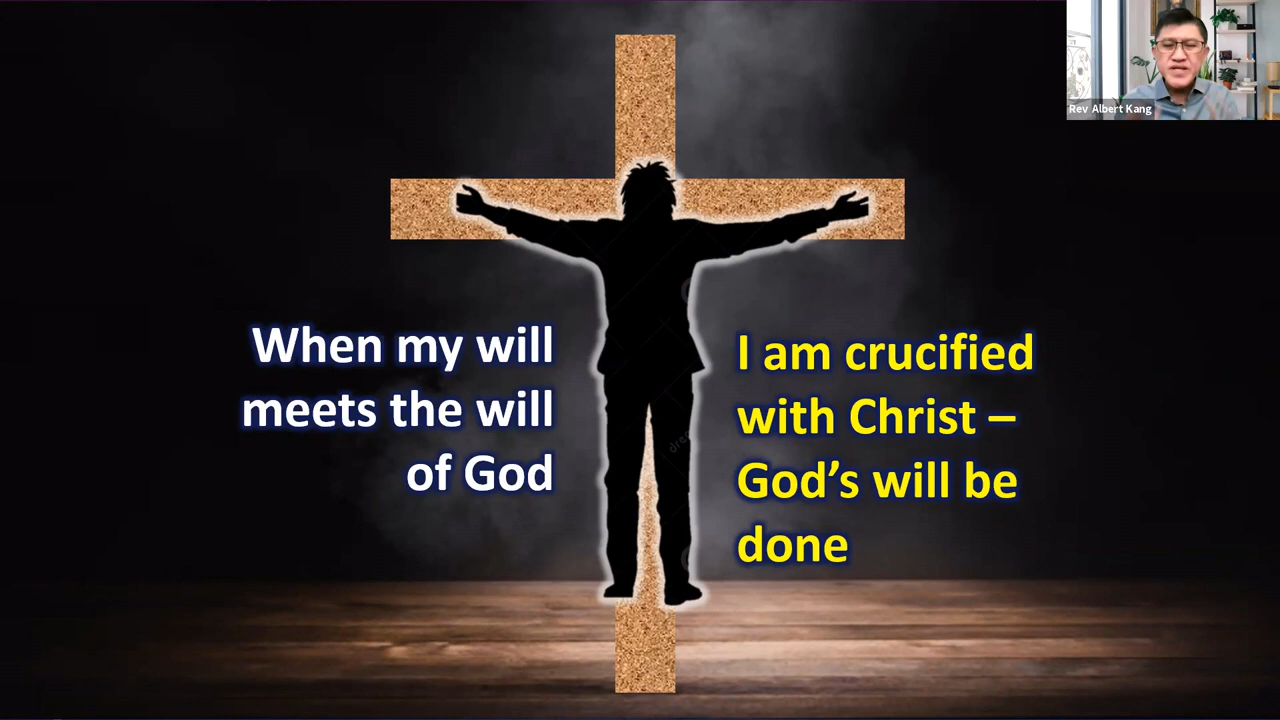 Rev Albert Kang
When my will
meets the will
of God
I am crucified
with Christ –
God’s will be
done